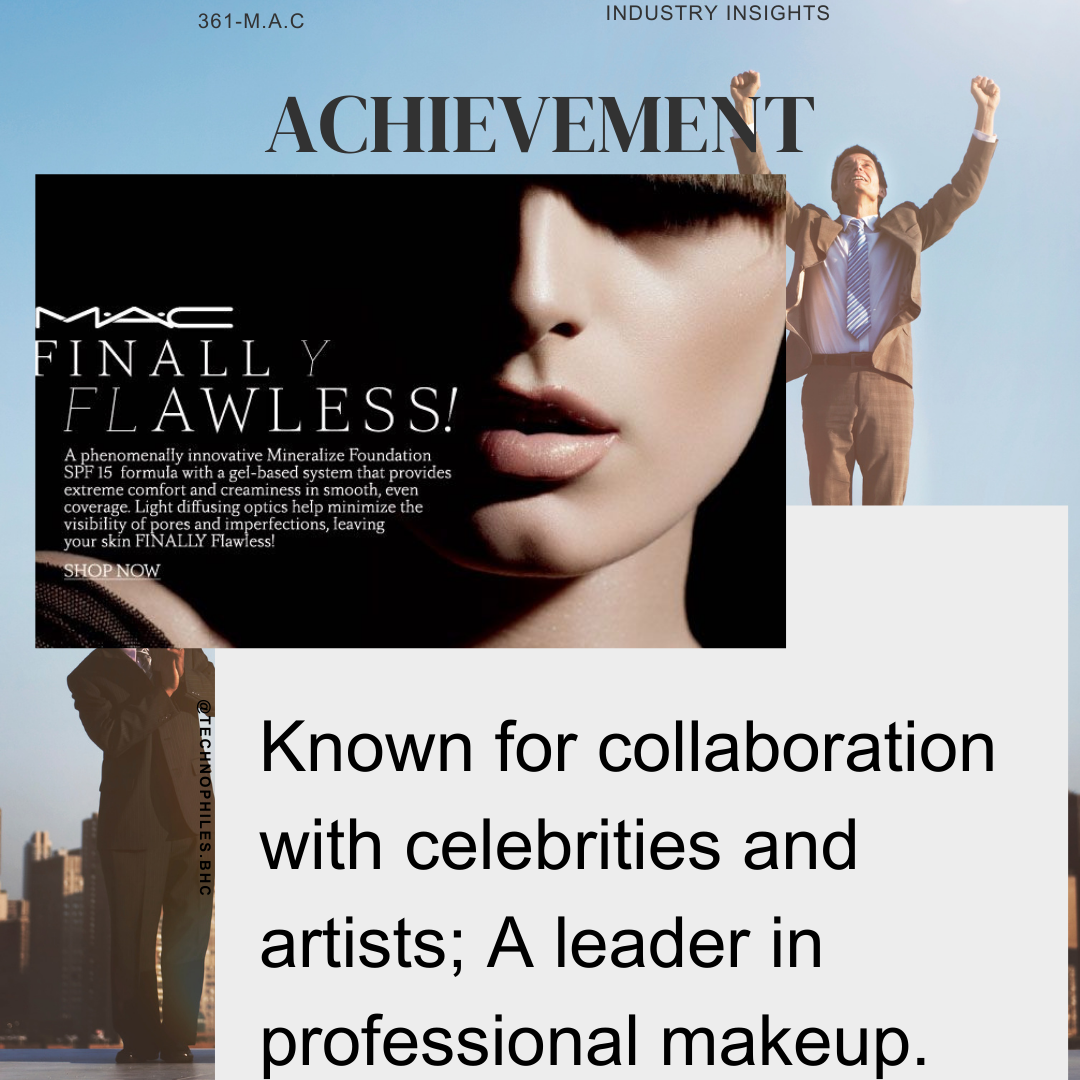 361-M.A.C
INDUSTRY INSIGHTS
ACHIEVEMENT
MAC
FINALLY
FLAWLESS!
A phenomenally innovative Mineralize Foundation
SPF 15 formula with a gel-based system that provides
extreme comfort and creaminess in smooth, even
coverage. Light diffusing optics help minimize the
visibility of pores and imperfections, leaving
your skin FINALLY Flawless!
SHOP NOW
@TECHNOPHILES.BHC
Known for collaboration
with celebrities and
artists; A leader in
professional makeup.